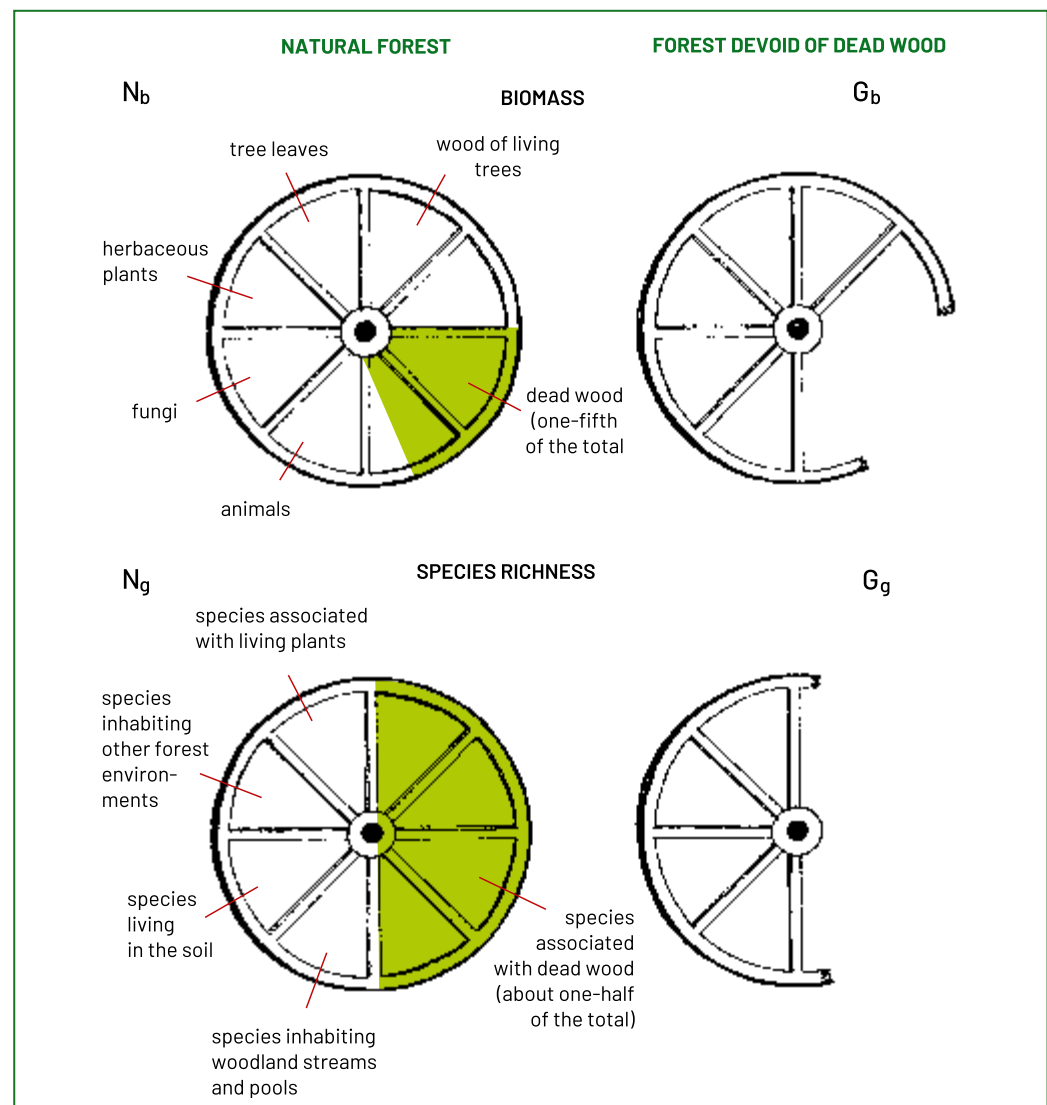 NATURAL FOREST
FOREST DEVOID OF DEAD WOOD
Nb
BIOMASS
Gb
tree leaves
wood of living
trees
herbaceous
plants
fungi
animals
dead wood
(one-fifth
of the total
Ng
SPECIES RICHNESS
Gg
species associated
with living plants
species
inhabiting
other forest
environ-
ments
species
living
in the soil
species
associated
with dead wood
(about one-half
of the total)
species inhabiting
woodland streams
and pools